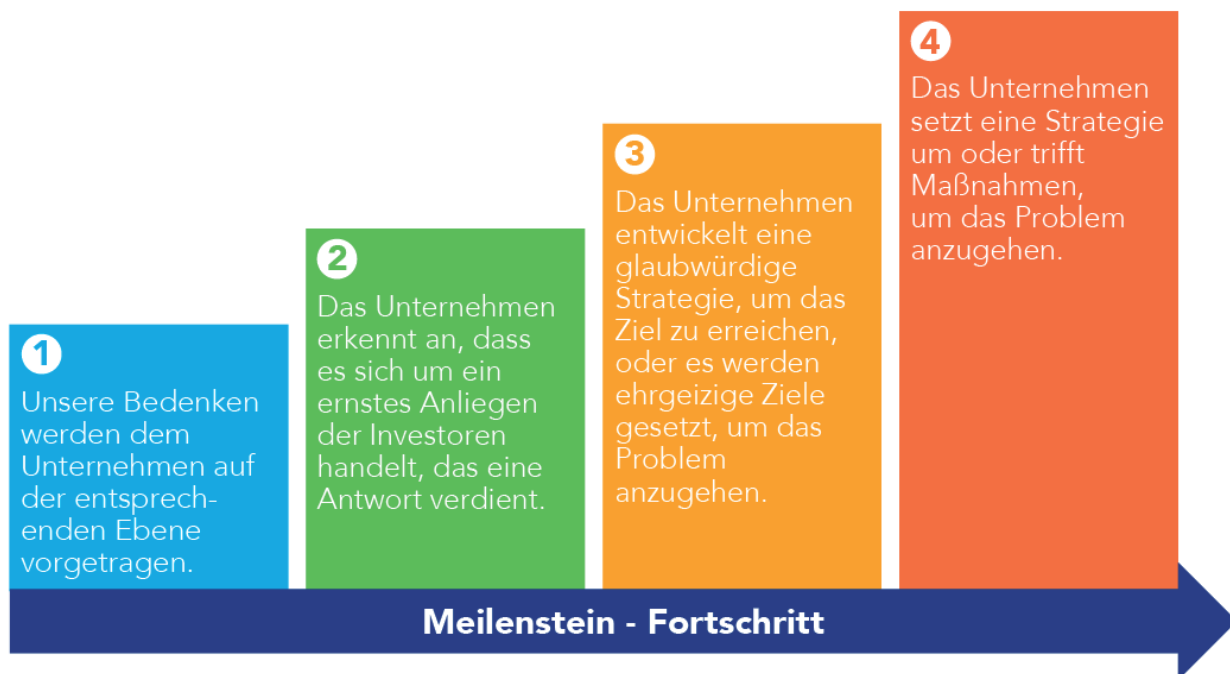 1
Unsere Bedenken
werden dem
Unternehmen auf
der entsprech-
enden Ebene
vorgetragen.
2
Das Unternehmen
erkennt an, dass
es sich um ein
ernstes Anliegen
der Investoren
handelt, das eine
Antwort verdient.
3
Das Unternehmen
entwickelt eine
glaubwürdige
Strategie, um das
Ziel zu erreichen,
oder es werden
ehrgeizige Ziele
gesetzt, um das
Problem
anzugehen.
4
Das Unternehmen
setzt eine Strategie
um oder trifft
Maßnahmen,
um das Problem
anzugehen.
Meilenstein - Fortschritt